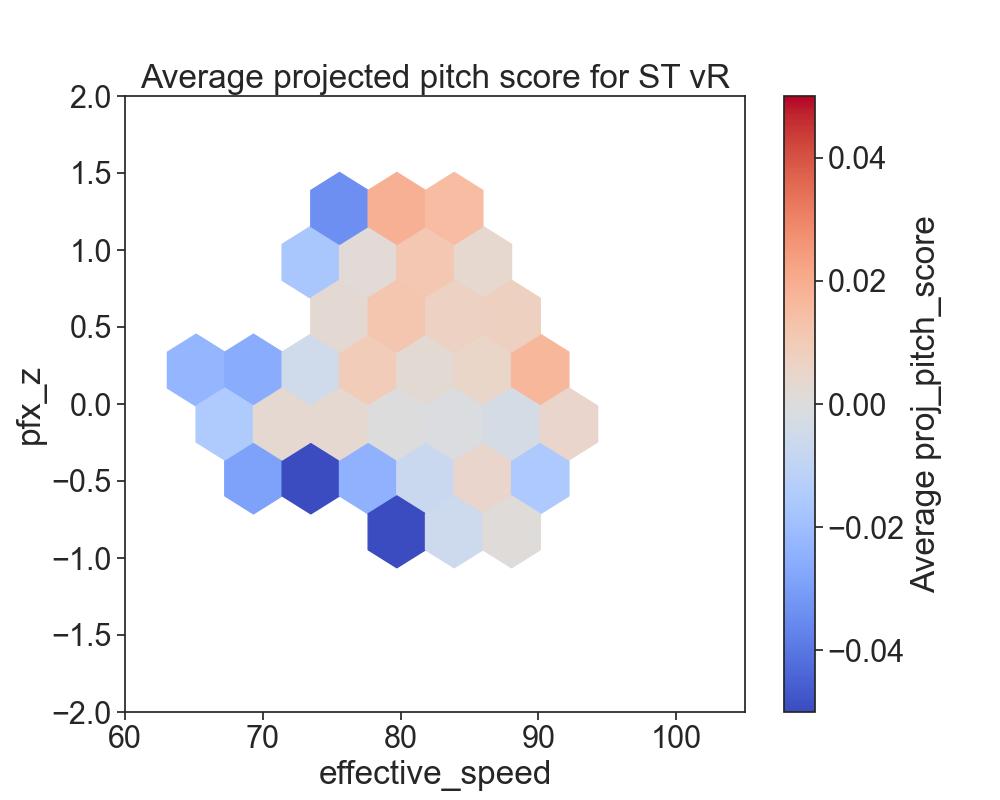 Average projected pitch score for ST vR
2.0
1.5
1.0
0.5
0.0
−0.5
−1.0
−1.5
−2.0
pfx_z
60 70 80 90 100
effective_speed
0.04
0.02
0.00
−0.02
−0.04
Average proj_pitch_score